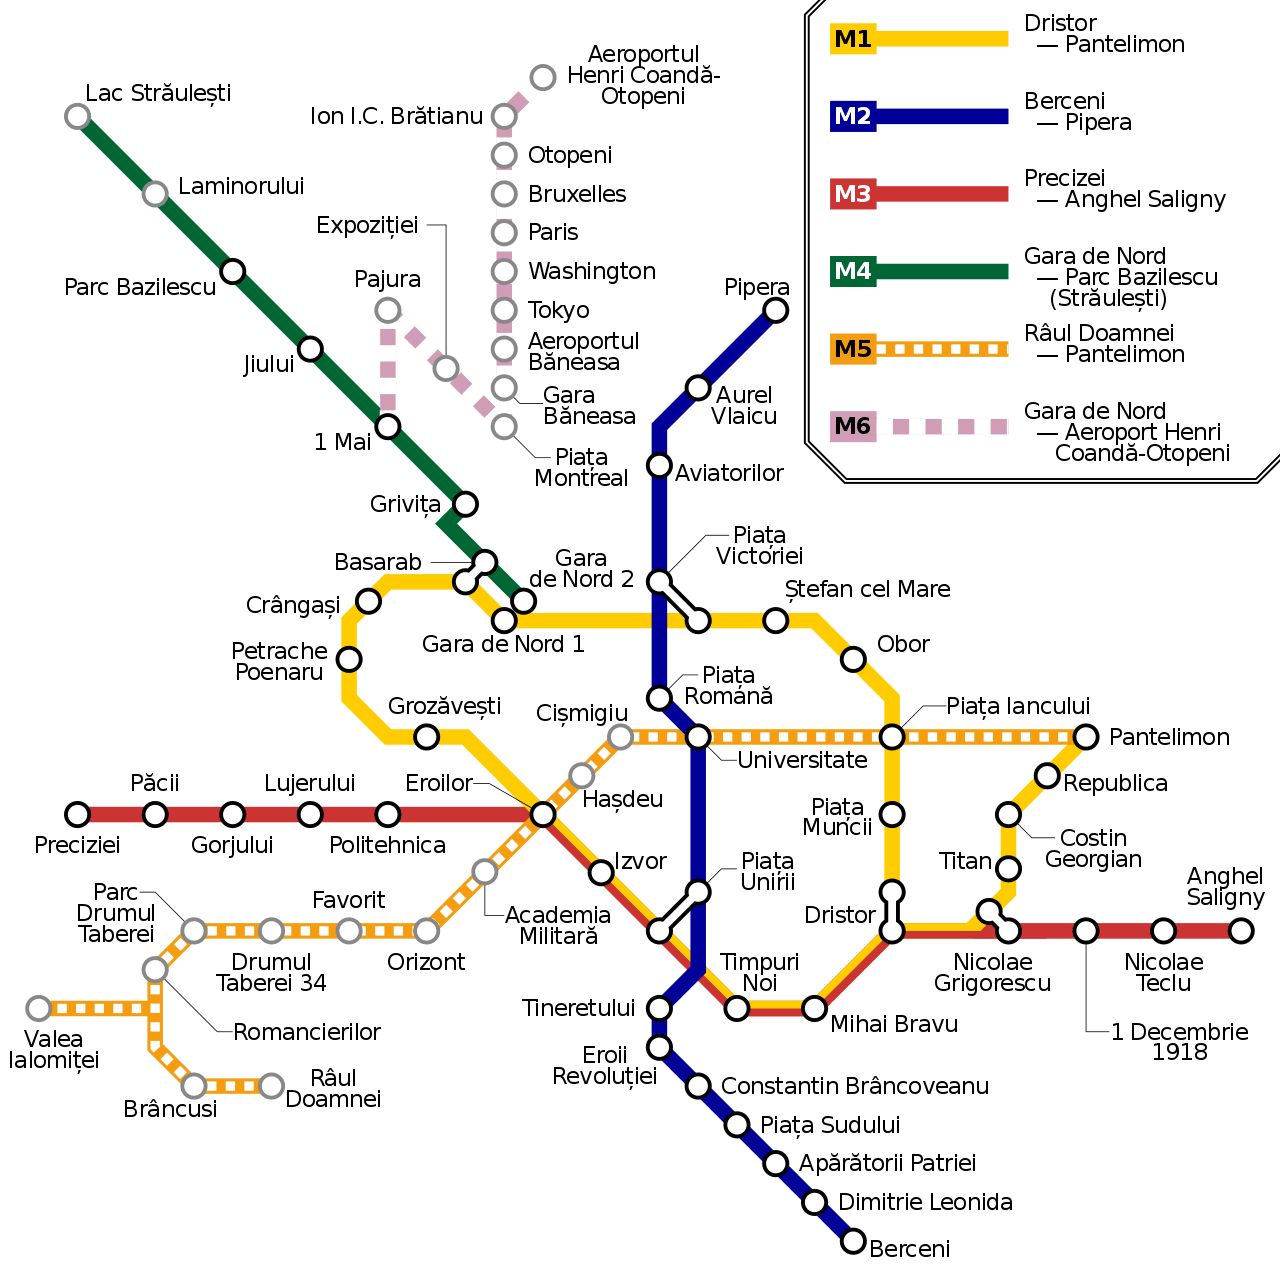 Lac Străulești
Laminorului
Parc Bazilescu
Jiului
1 Mai
Grivița
Basarab
Gara
de Nord 2
Gara de Nord 1
Aeroportul
Henri Coandă-
Otopeni
Ion I.C. Brătianu
Otopeni
Bruxelles
Paris
Washington
Tokyo
Aeroportul
Băneasa
Gara
Băneasa
Piața
Montreal
Expoziției
Pajura
Pipera
Aurel
Vlaicu
Aviatorilor
Piața
Victoriei
Ștefan cel Mare
Obor
Crângași
Petrache
Poenaru
Grozăvești
Piața
Română
Cișmigiu
Universitate
Piața Iancului
Pantelimon
Republica
Costin
Georgian
Titan
Piața
Muncii
Hașdeu
Eroilor
Păcii
Lujerului
Preciziei
Gorjului
Politehnica
Izvor
Piața
Unirii
Dristor
Anghel
Saligny
Nicolae
Grigorescu
Nicolae
Teclu
1 Decembrie
1918
Parc
Drumul
Taberei
Favorit
Academia
Militară
Drumul
Taberei 34
Orizont
Romancierilor
Valea
Ialomiței
Brâncusi
Râul
Doamnei
Timpuri
Noi
Mihai Bravu
Tineretului
Eroii
Revoluției
Constantin Brâncoveanu
Piața Sudului
Apărătorii Patriei
Dimitrie Leonida
Berceni
M1
Dristor
— Pantelimon
M2
Berceni
— Pipera
M3
Precizei
— Anghel Saligny
M4
Gara de Nord
— Parc Bazilescu
(Străulești)
M5
Râul Doamnei
— Pantelimon
M6
Gara de Nord
— Aeroport Henri
Coandă-Otopeni